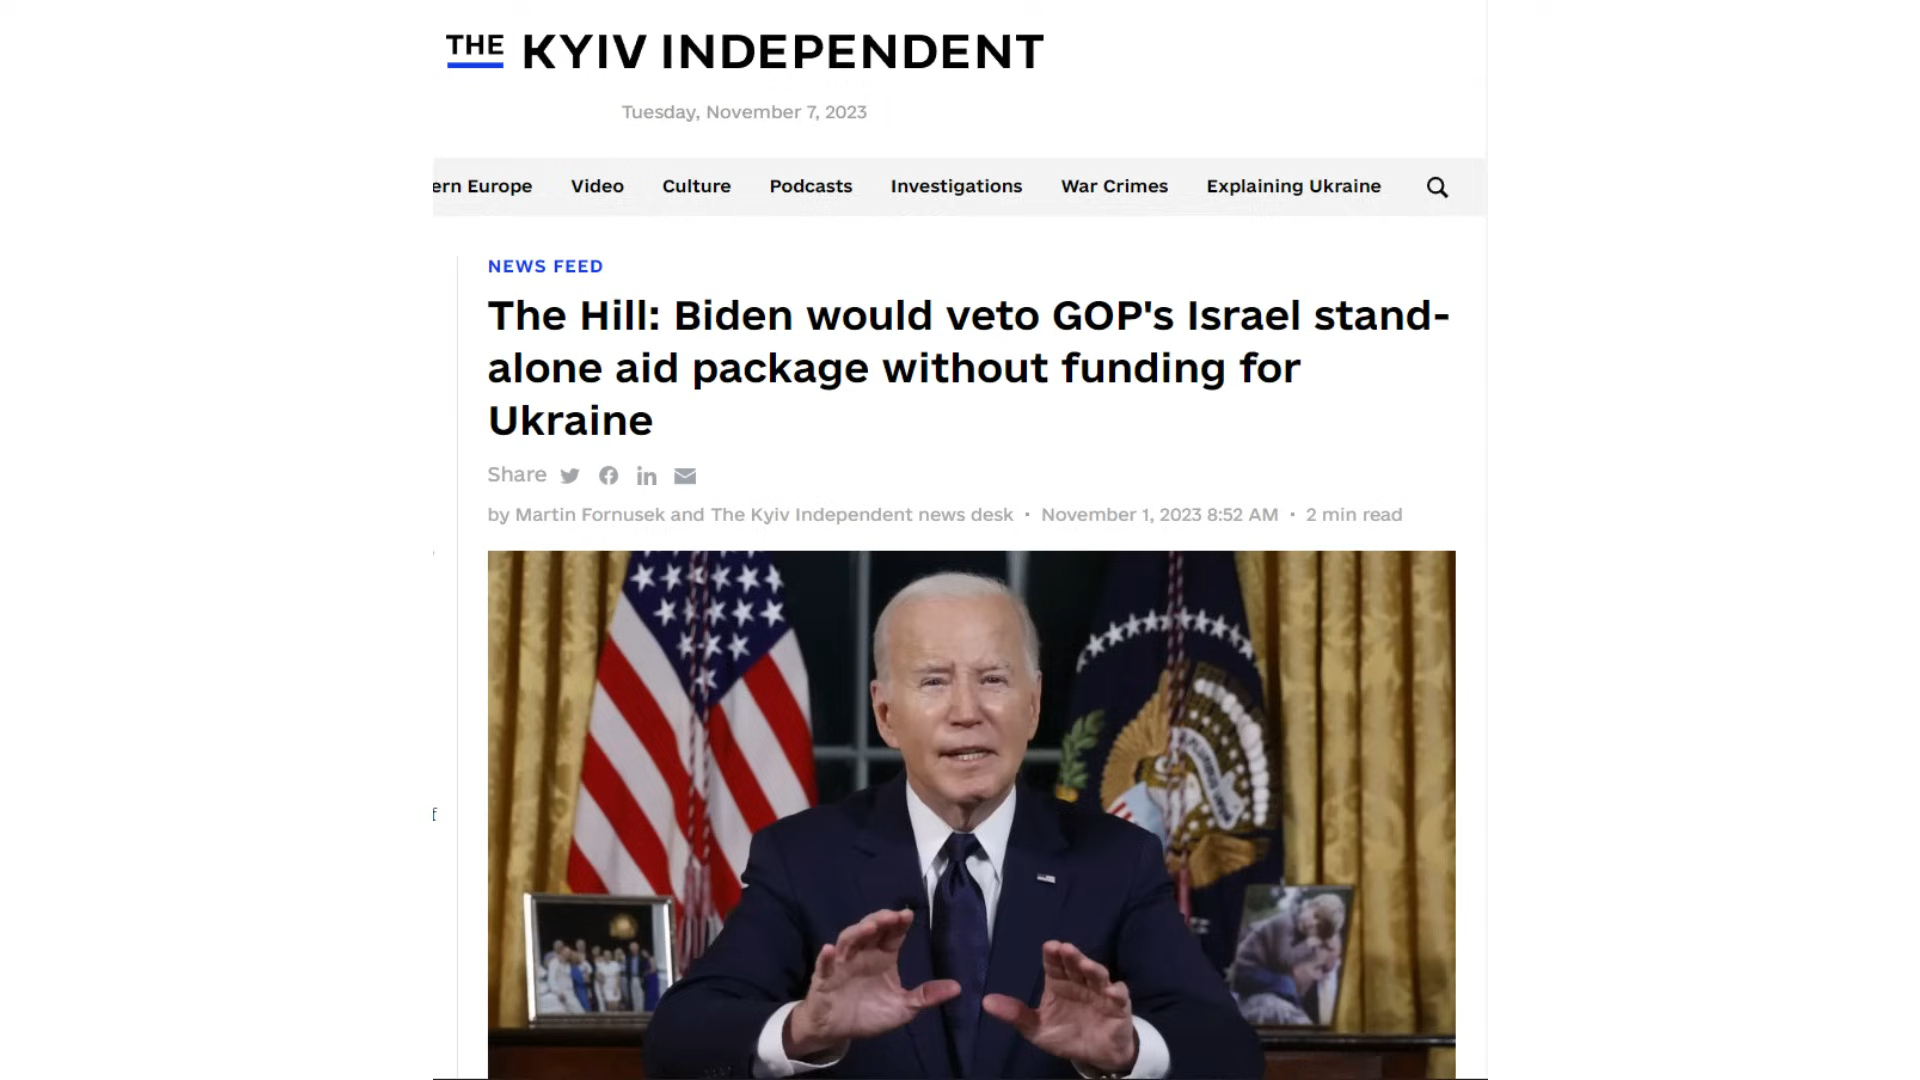 THE KYIV INDEPENDENT
Tuesday, November 7, 2023
ern Europe Video Culture Podcasts Investigations War Crimes Explaining Ukraine
NEWS FEED
The Hill: Biden would veto GOP's Israel stand-
alone aid package without funding for
Ukraine
Share
by Martin Fornusek and The Kyiv Independent news desk · November 1, 2023 8:52 AM · 2 min read
f